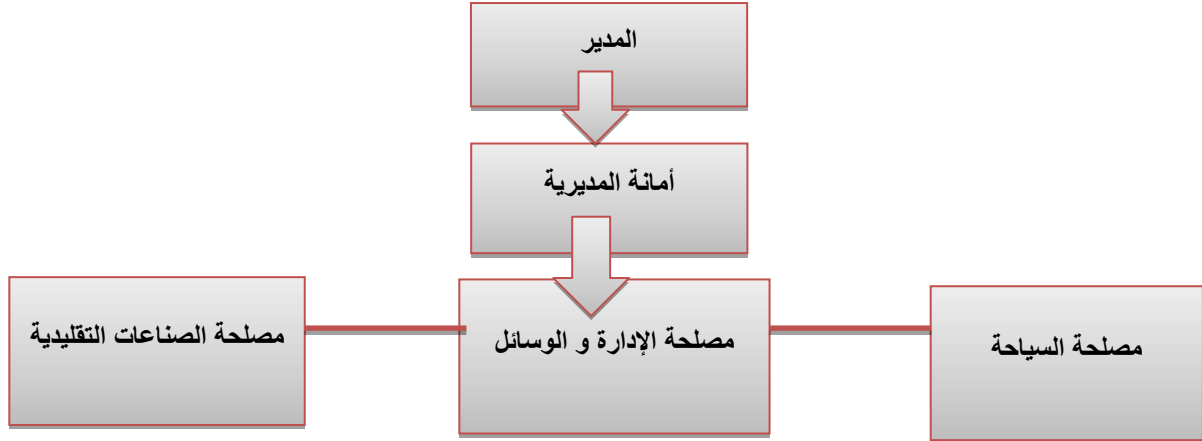 المدير
أمانة المديرية
مصلحة السياحة
مصلحة الإدارة و الوسائل
مصلحة الصناعات التقليدية